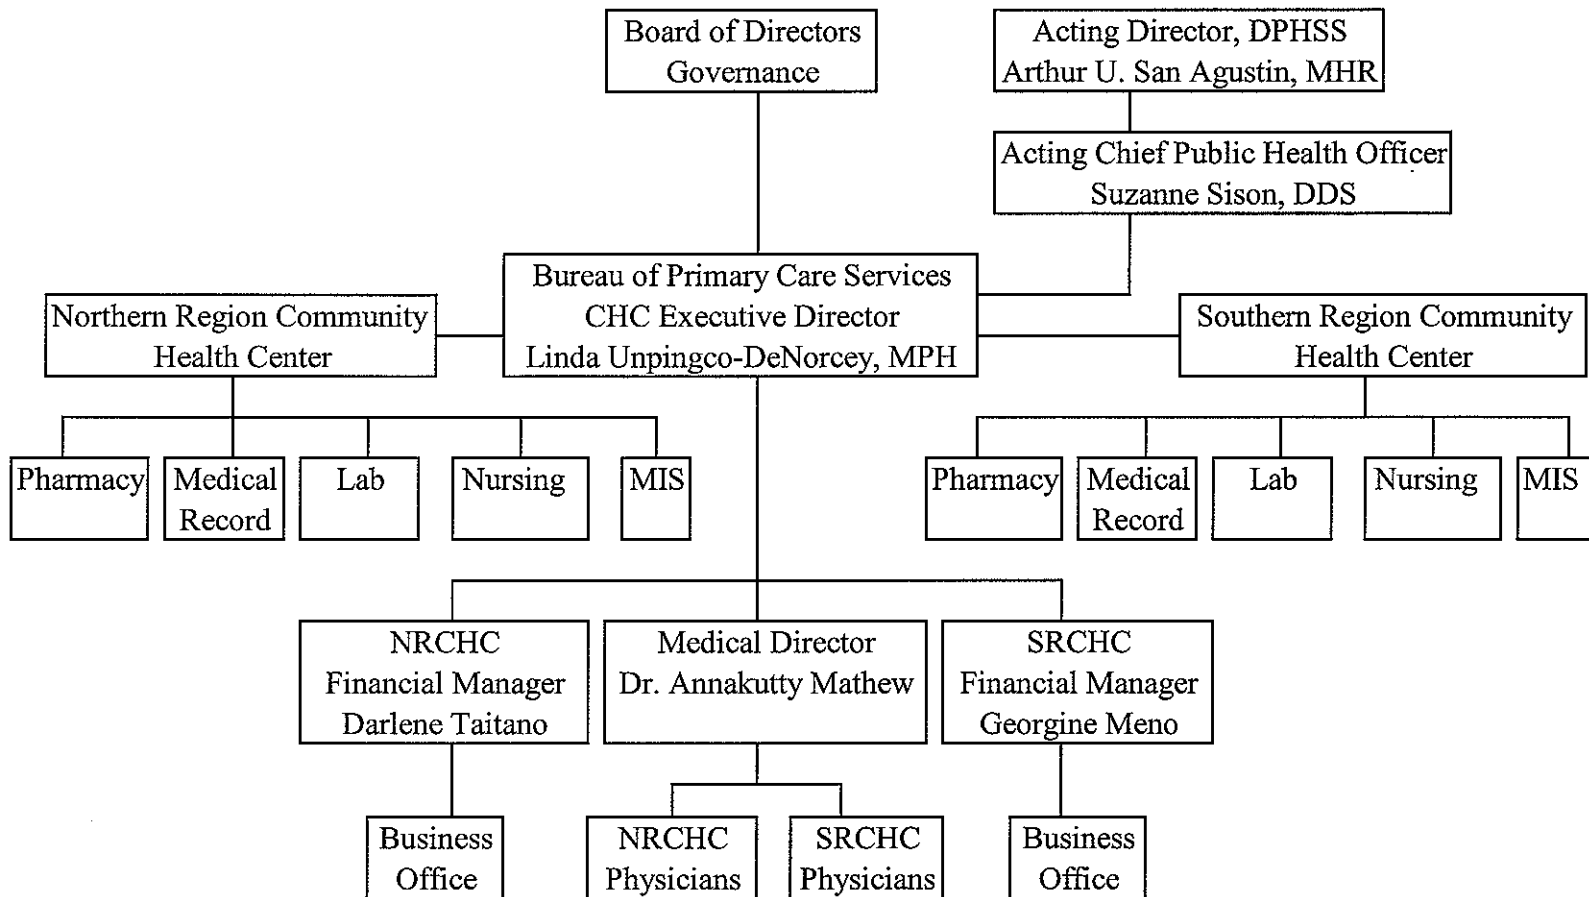 Board of Directors
Governance
Acting Director, DPHSS
Arthur U. San Agustin, MHR
Acting Chief Public Health Officer
Suzanne Sison, DDS
Bureau of Primary Care Services
CHC Executive Director
Linda Unpingco-DeNorcey, MPH
Northern Region Community
Health Center
Southern Region Community
Health Center
Pharmacy
Medical
Record
Lab
Nursing
MIS
Pharmacy
Medical
Record
Lab
Nursing
MIS
NRCHC
Financial Manager
Darlene Taitano
Medical Director
Dr. Annakutty Mathew
SRCHC
Financial Manager
Georgine Meno
Business
Office
NRCHC
Physicians
SRCHC
Physicians
Business
Office